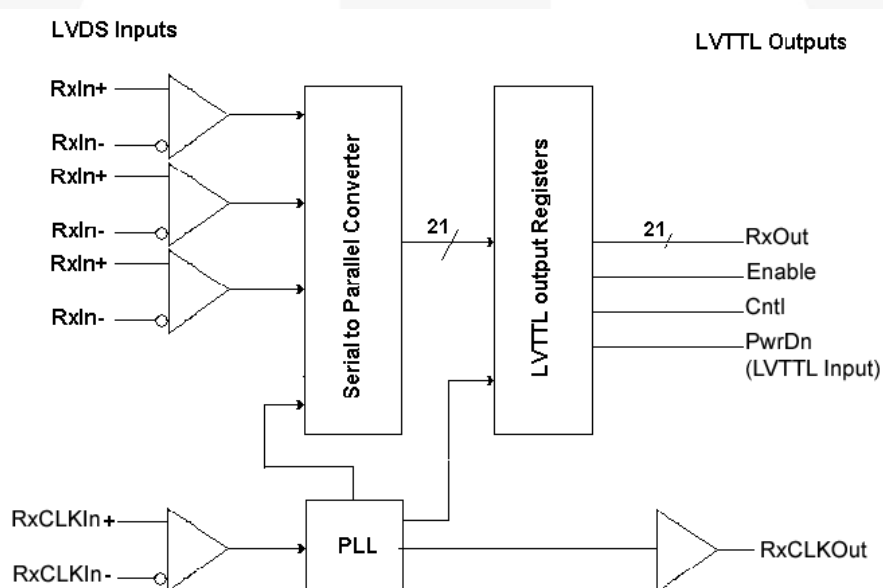 LVDS Inputs
LVTTL Outputs
RxIn+
RxIn-
RxIn+
RxIn-
RxIn+
RxIn-
Serial to Parallel Converter
21
LVTTL output Registers
21
RxOut
Enable
Cntl
PwrDn
(LVTTL Input)
RxCLKIn+
RxCLKIn-
PLL
RxCLKOut